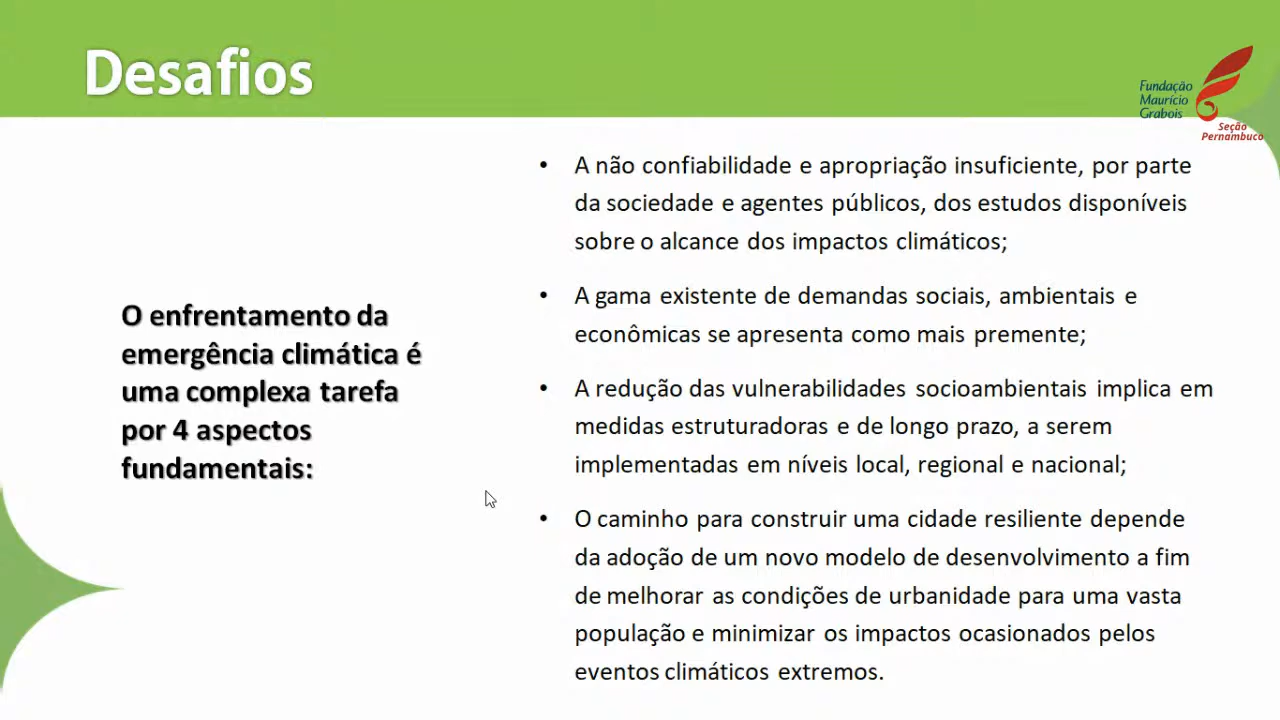 Desafios
Fundação
Maurício
Grabois
Seção
Pernambuco
O enfrentamento da
emergência climática é
uma complexa tarefa
por 4 aspectos
fundamentais:
• A não confiabilidade e apropriação insuficiente, por parte
da sociedade e agentes públicos, dos estudos disponíveis
sobre o alcance dos impactos climáticos;
• A gama existente de demandas sociais, ambientais e
econômicas se apresenta como mais premente;
• A redução das vulnerabilidades socioambientais implica em
medidas estruturadoras e de longo prazo, a serem
implementadas em níveis local, regional e nacional;
• O caminho para construir uma cidade resiliente depende
da adoção de um novo modelo de desenvolvimento a fim
de melhorar as condições de urbanidade para uma vasta
população e minimizar os impactos ocasionados pelos
eventos climáticos extremos.